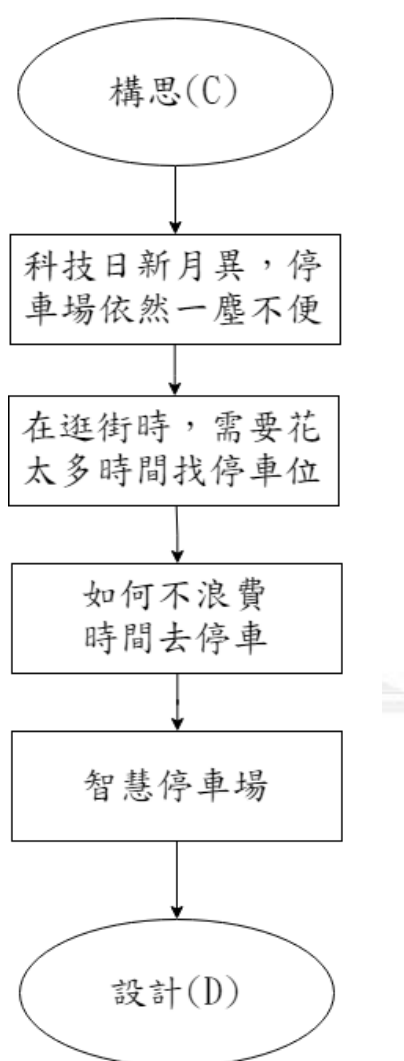 構思(C)
科技日新月異，停
車場依然一塵不便
在逛街時，需要花
太多時間找停車位
如何不浪費
時間去停車
智慧停車場
設計(D)